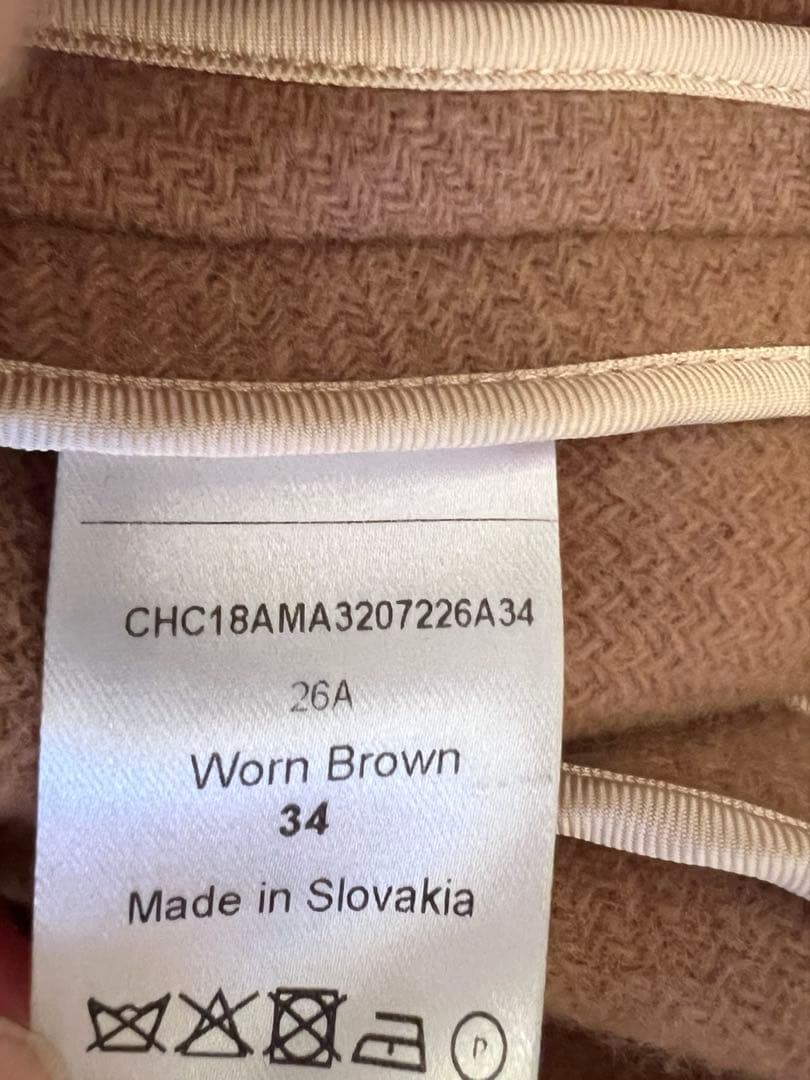 CHC18AMA3207226A34
26A
Worn Brown
34
Made in Slovakia
P